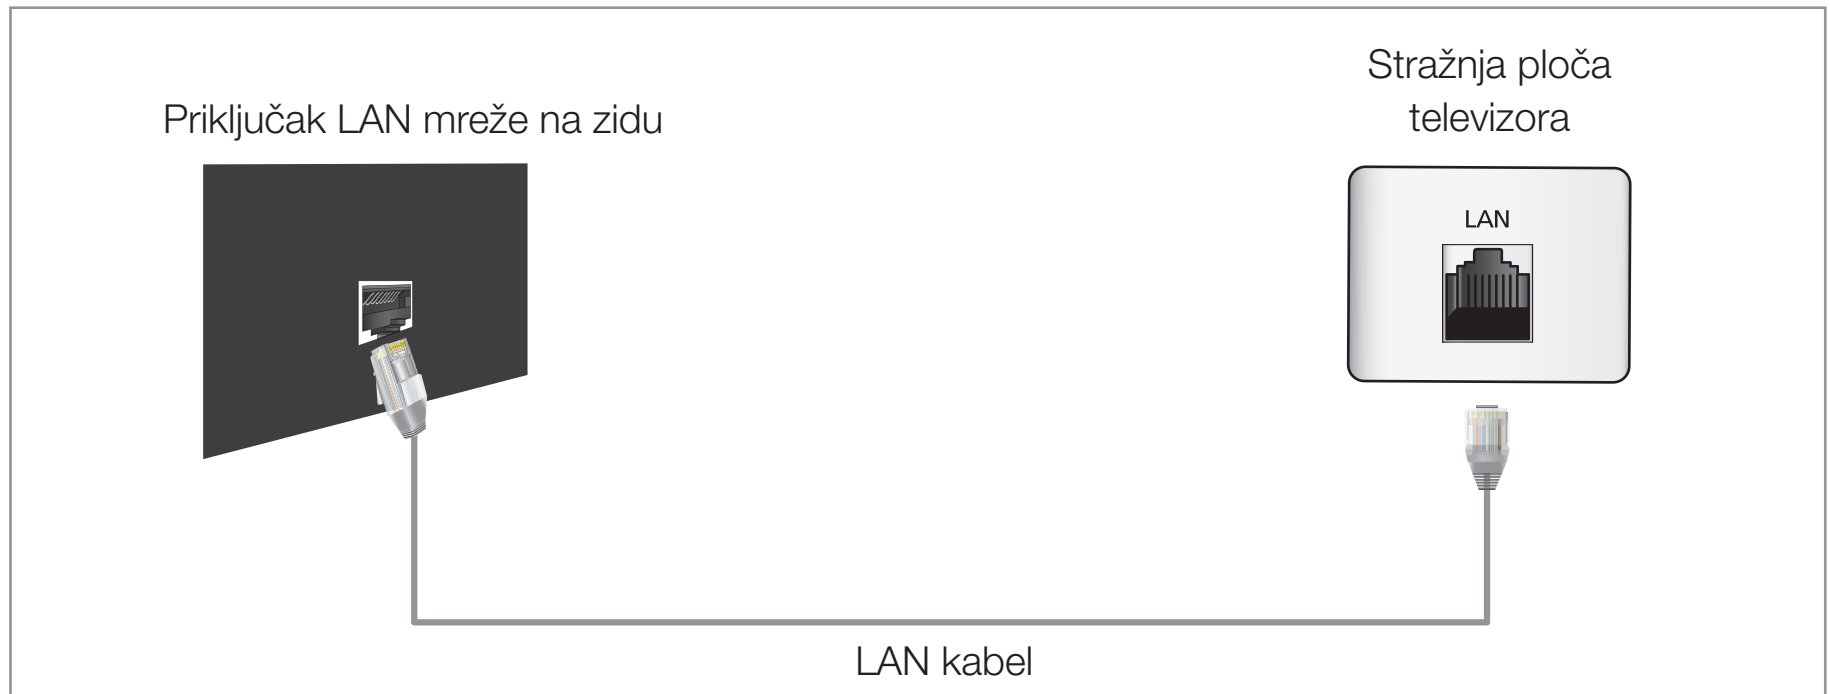 Priključak LAN mreže na zidu
Stražnja ploča
televizora
LAN
LAN kabel